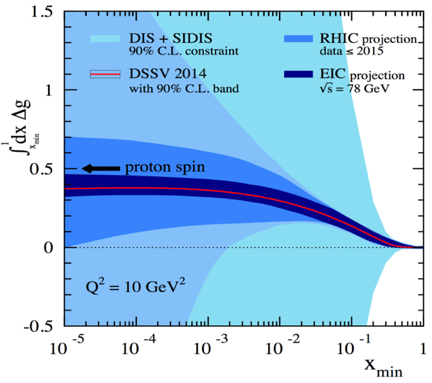 DIS + SIDIS
90% C.L. constraint
DSSV 2014
with 90% C.L. band
RHIC projection
data ≤ 2015
EIC projection
√s = 78 GeV
∫¹ₓₘᵢₙ dx Δg
1.5
1
0.5
0
-0.5
proton spin
Q² = 10 GeV²
10⁻⁵ 10⁻⁴ 10⁻³ 10⁻² 10⁻¹ 1
xₘᵢₙ